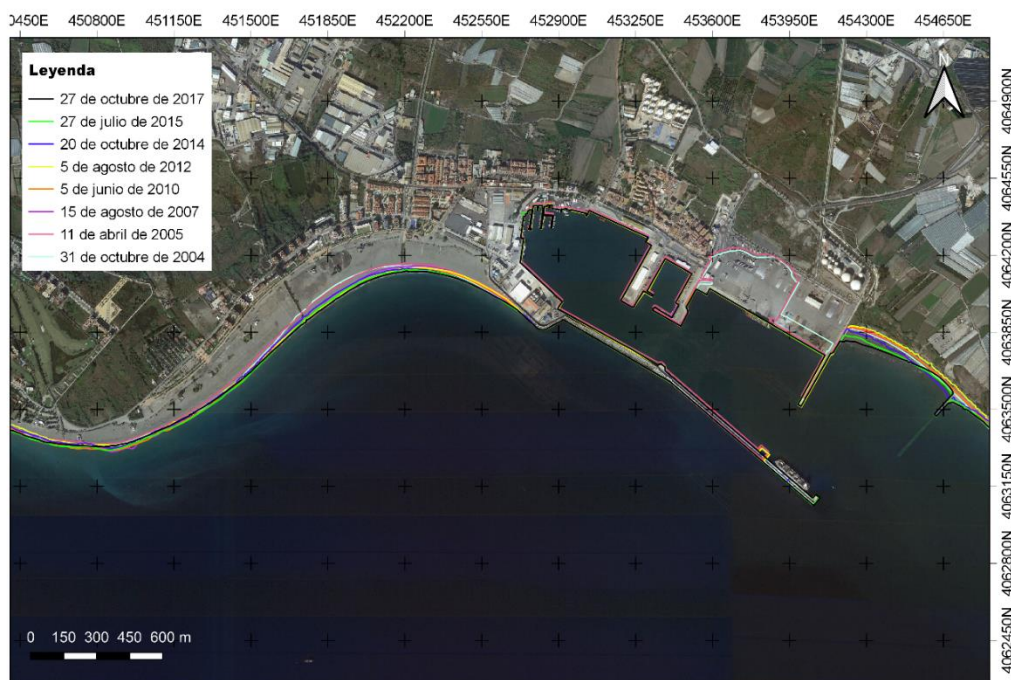 00450E 450800E 451150E 451500E 451850E 452200E 452550E 452900E 453250E 453600E 453950E 454300E 454650E
Leyenda
27 de octubre de 2017
27 de julio de 2015
20 de octubre de 2014
5 de agosto de 2012
5 de junio de 2010
15 de agosto de 2007
11 de abril de 2005
31 de octubre de 2004
N
4064900N
4064550N
4064200N
4063850N
4063500N
4063150N
4062800N
4062450N
0 150 300 450 600 m